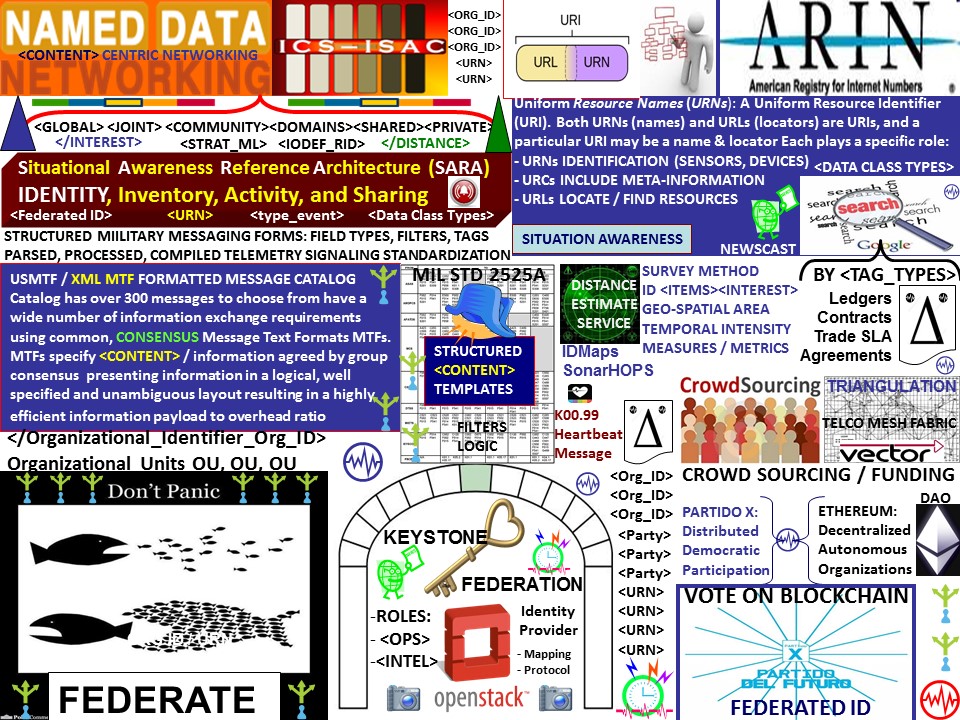 NAMED DATA
<CONTENT> CENTRIC NETWORKING
NETWORKING
ICS-ISAC
<ORG_ID>
<ORG_ID>
<ORG_ID>
<URN>
<URN>
URI
URL
URN
ARIN
American Registry for Internet Numbers
<GLOBAL> <JOINT> <COMMUNITY><DOMAINS><SHARED><PRIVATE>
</INTEREST>
<STRAT_ML>
<IODEF_RID>
</DISTANCE>
Situational Awareness Reference Architecture (SARA)
IDENTITY, Inventory, Activity, and Sharing
<Federated ID>
<URN>
<type_event>
<Data Class Types>
STRUCTURED MIILITARY MESSAGING FORMS: FIELD TYPES, FILTERS, TAGS
PARSED, PROCESSED, COMPILED TELEMETRY SIGNALING STANDARDIZATION
Uniform Resource Names (URNs): A Uniform Resource Identifier
(URI). Both URNs (names) and URLs (locators) are URIs, and a
particular URI may be a name & locator Each plays a specific role:
- URNs IDENTIFICATION (SENSORS, DEVICES)
- URCs INCLUDE META-INFORMATION
- URLs LOCATE / FIND RESOURCES
<DATA CLASS TYPES>
SITUATION AWARENESS
NEWSCAST
search
search
search
search
search
Google
USMTF / XML MTF FORMATTED MESSAGE CATALOG
Catalog has over 300 messages to choose from have a
wide number of information exchange requirements
using common, CONSENSUS Message Text Formats MTFs.
MTFs specify <CONTENT> / information agreed by group
consensus presenting information in a logical, well
specified and unambiguous layout resulting in a highly
efficient information payload to overhead ratio
MIL STD 2525A
STRUCTURED
<CONTENT>
TEMPLATES
FILTERS
LOGIC
DISTANCE
ESTIMATE
SERVICE
IDMaps
SonarHOPS
SURVEY METHOD
ID <ITEMS><INTEREST>
GEO-SPATIAL AREA
TEMPORAL INTENSITY
MEASURES / METRICS
K00.99
Heartbeat
Message
Δ
BY <TAG_TYPES>
Ledgers
Contracts
Trade SLA
Agreements
Δ
CrowdSourcing
TRIANGULATION
TELCO MESH FABRIC
vector
CROWD SOURCING / FUNDING
</Organizational_Identifier_Org_ID>
Organizational Units OU, OU, OU
Don't Panic
FEDERATE
KEYSTONE
FEDERATION
-ROLES:
- <OPS>
-<INTEL>
Identity
Provider
- Mapping
- Protocol
openstack
<Org_ID>
<Org_ID>
<Org_ID>
<Party>
<Party>
<Party>
<URN>
<URN>
<URN>
<URN>
PARTIDO X:
Distributed
Democratic
Participation
ETHEREUM:
Decentralized
Autonomous
Organizations
DAO
VOTE ON BLOCKCHAIN
X
PARTIDO
DEL FUTURO
FEDERATED ID